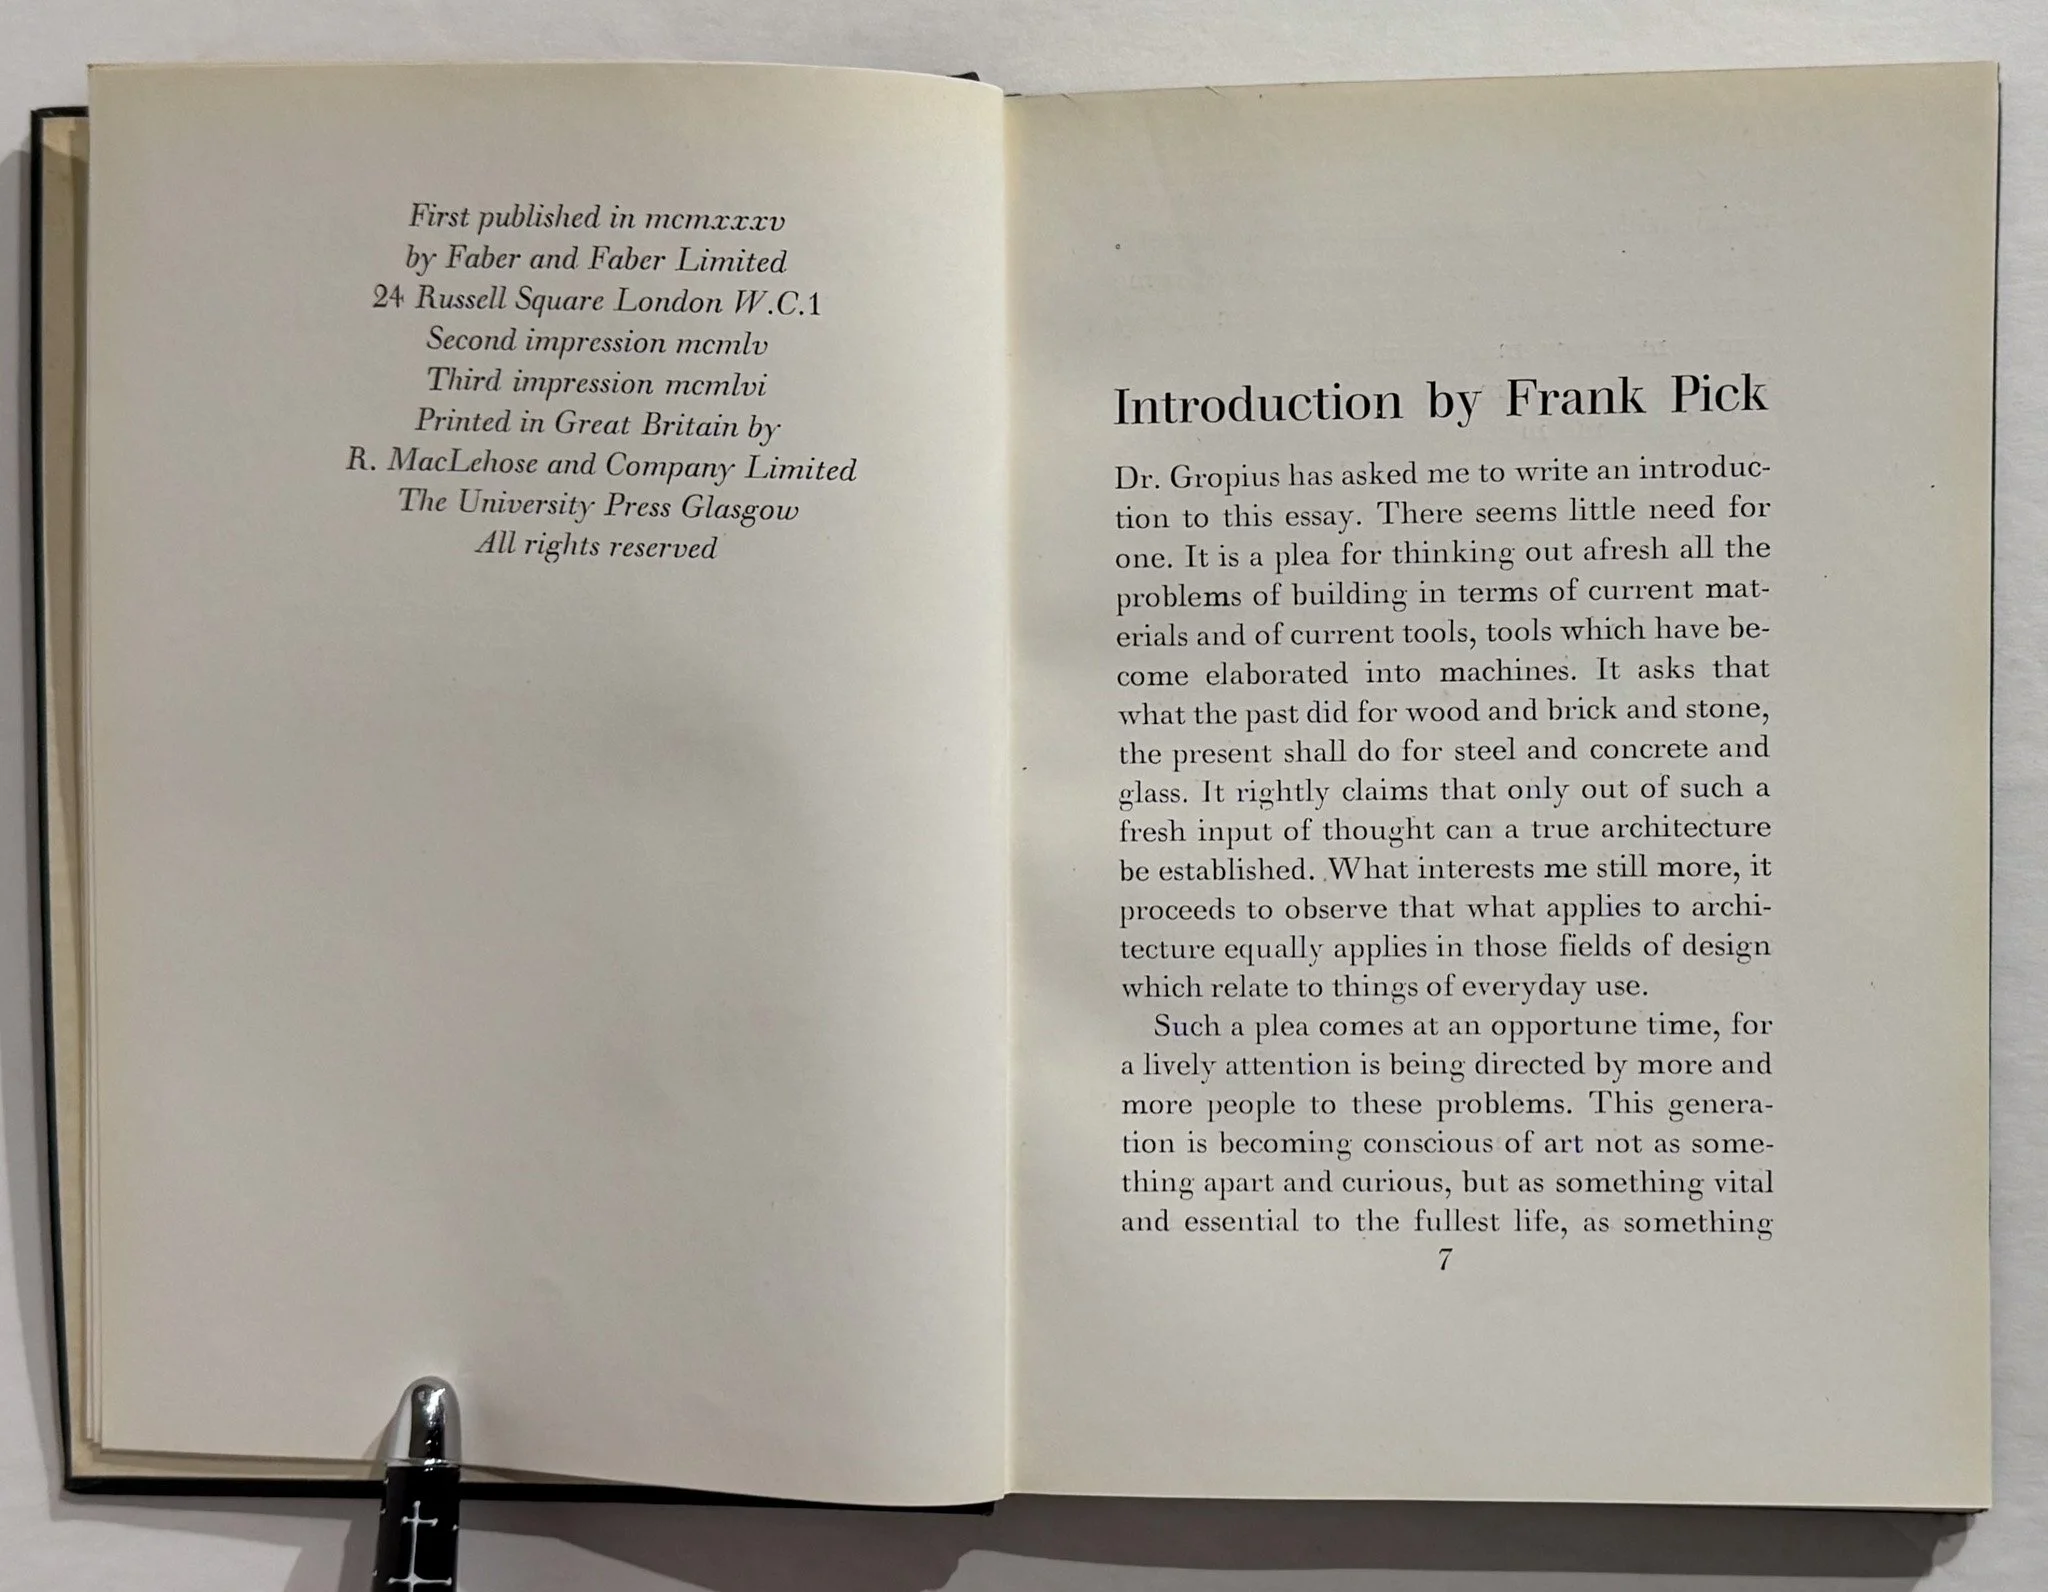 First published in mcmxxxv
by Faber and Faber Limited
24 Russell Square London W.C.1
Second impression mcmlv
Third impression mcmlvi
Printed in Great Britain by
R. MacLehose and Company Limited
The University Press Glasgow
All rights reserved
Introduction by Frank Pick
Dr. Gropius has asked me to write an introduc-
tion to this essay. There seems little need for
one. It is a plea for thinking out afresh all the
problems of building in terms of current mat-
erials and of current tools, tools which have be-
come elaborated into machines. It asks that
what the past did for wood and brick and stone,
the present shall do for steel and concrete and
glass. It rightly claims that only out of such a
fresh input of thought can a true architecture
be established. What interests me still more, it
proceeds to observe that what applies to archi-
tecture equally applies in those fields of design
which relate to things of everyday use.
Such a plea comes at an opportune time, for
a lively attention is being directed by more and
more people to these problems. This genera-
tion is becoming conscious of art not as some-
thing apart and curious, but as something vital
and essential to the fullest life, as something
7